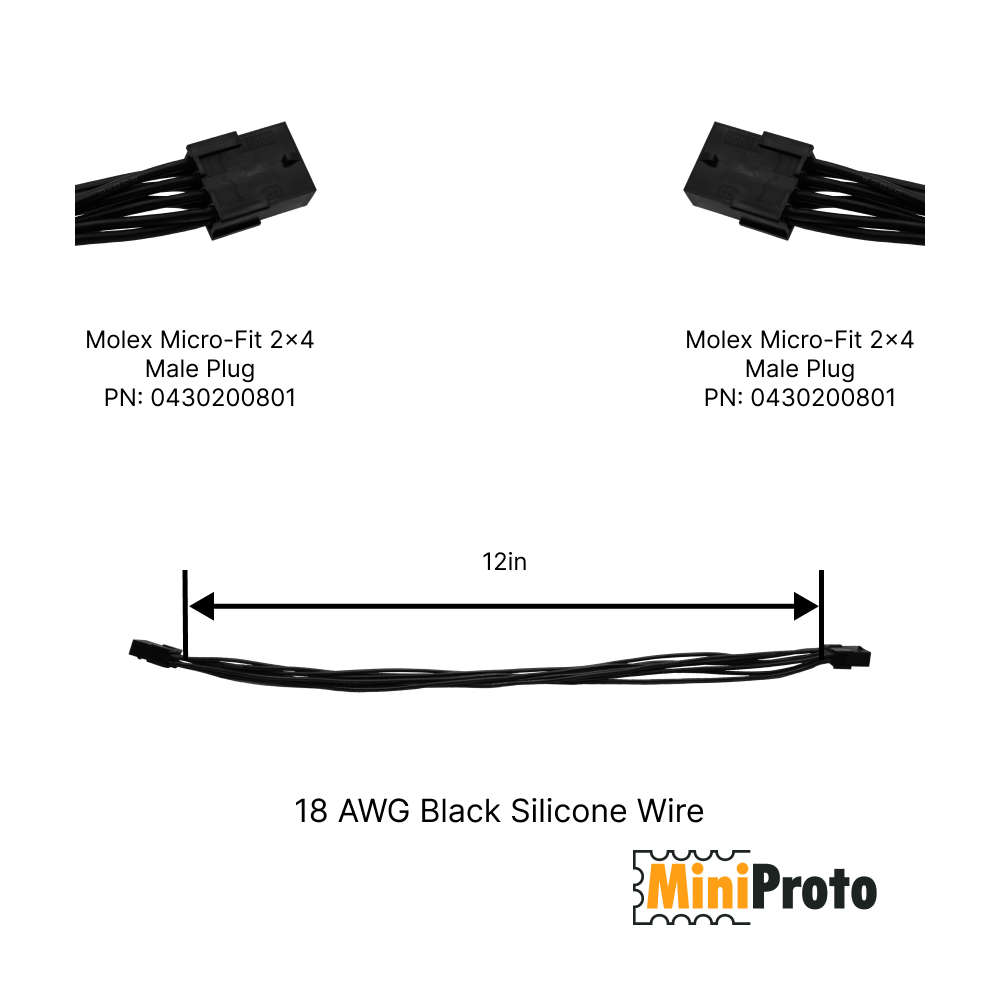 Molex Micro-Fit 2×4
Male Plug
PN: 0430200801
Molex Micro-Fit 2×4
Male Plug
PN: 0430200801
12in
18 AWG Black Silicone Wire
MiniProto